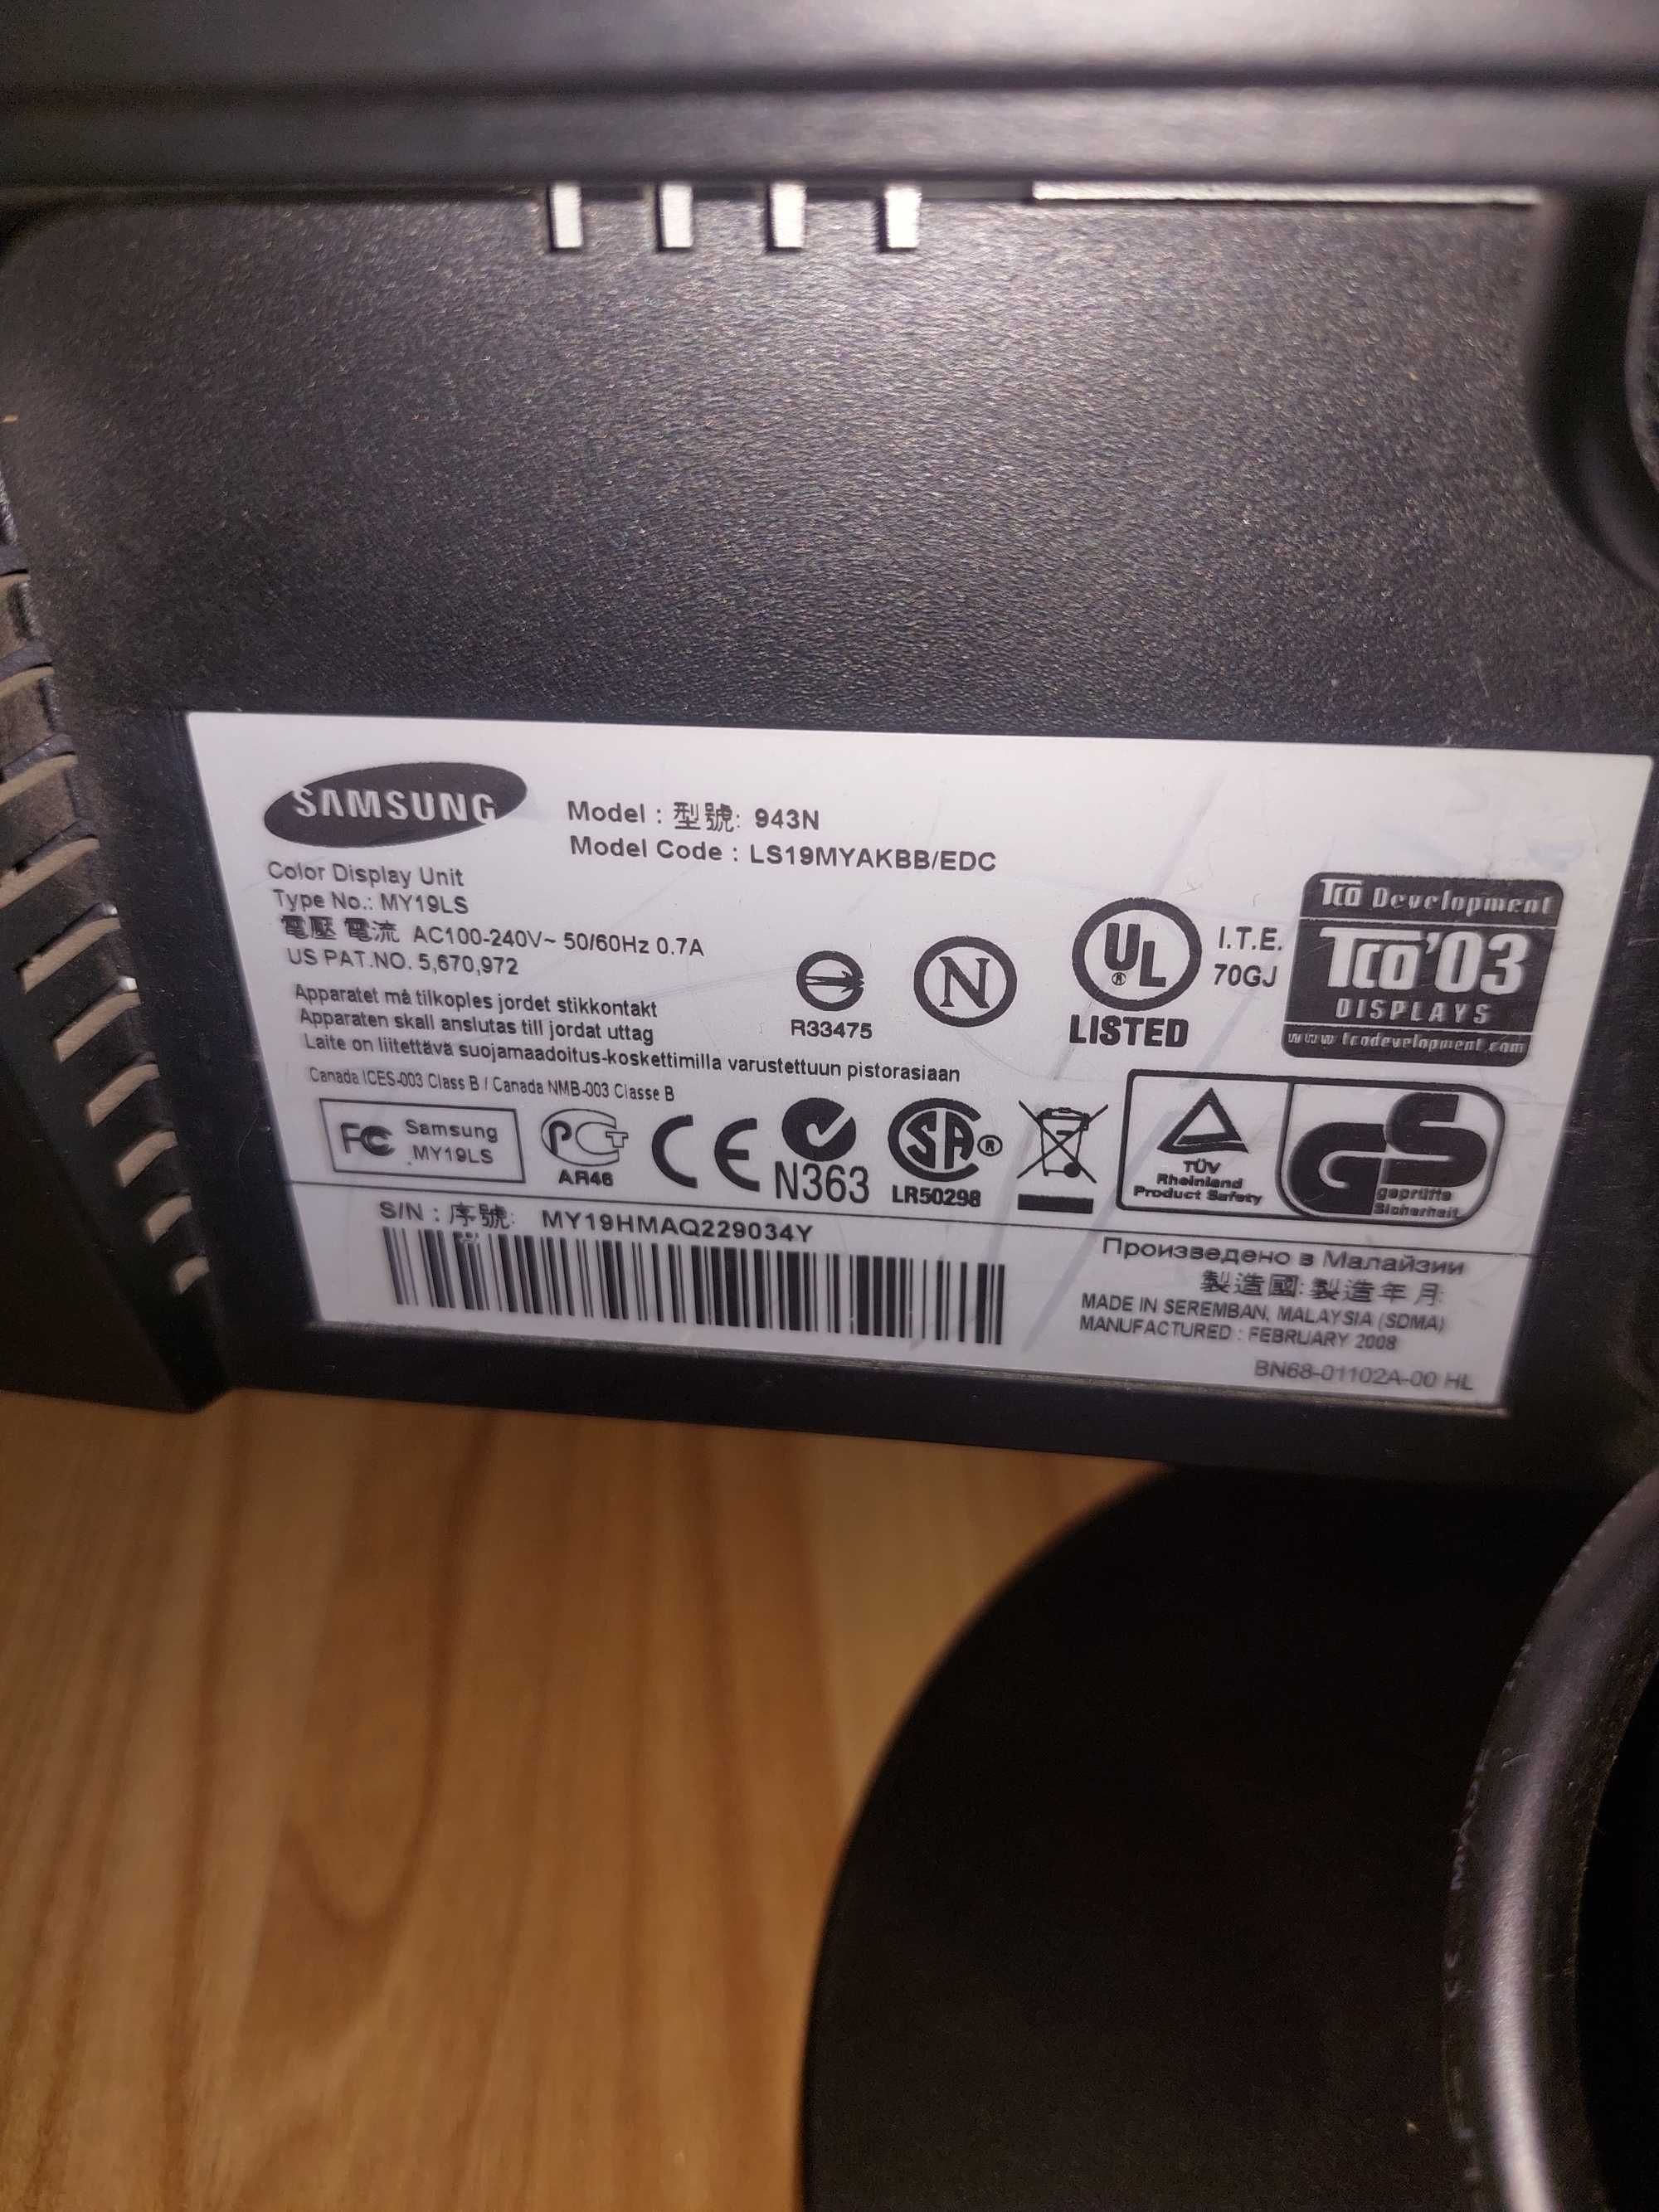 SAMSUNG
Model : 型號: 943N
Model Code : LS19MYAKBB/EDC
Color Display Unit
Type No.: MY19LS
電壓 電流 AC100-240V~ 50/60Hz 0.7A
US PAT.NO. 5,670,972
Apparatet må tilkoples jordet stikkontakt
Apparaten skall anslutas till jordat uttag
Laite on liitettävä suojamaadoitus-koskettimilla varustettuun pistorasiaan
Canada ICES-003 Class B / Canada NMB-003 Classe B
R33475
N
UL
®
LISTED
I.T.E.
70GJ
TCO Development
TCO'03
DISPLAYS
www.tcodevelopment.com
FC Samsung
MY19LS
PCT
AR46
CE
N363
SA®
LR50298
TÜV
Rheinland
Product Safety
GS
geprüfte
Sicherheit
S/N : 序號: MY19HMAQ229034Y
Произведено в Малайзии
製造國: 製造年月:
MADE IN SEREMBAN, MALAYSIA (SDMA)
MANUFACTURED : FEBRUARY 2008
BN68-01102A-00 HL